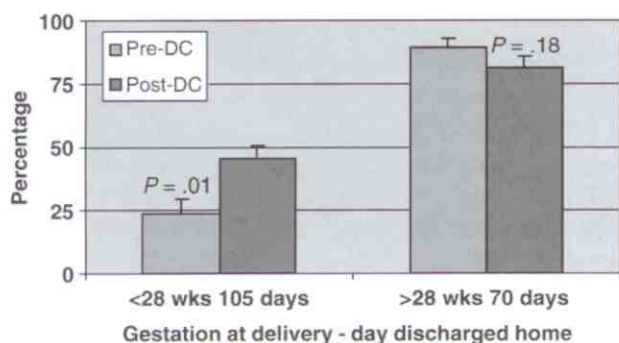 Percentage
100
75
50
25
0
Pre-DC
Post-DC
P = .01
P = .18
<28 wks 105 days
>28 wks 70 days
Gestation at delivery - day discharged home